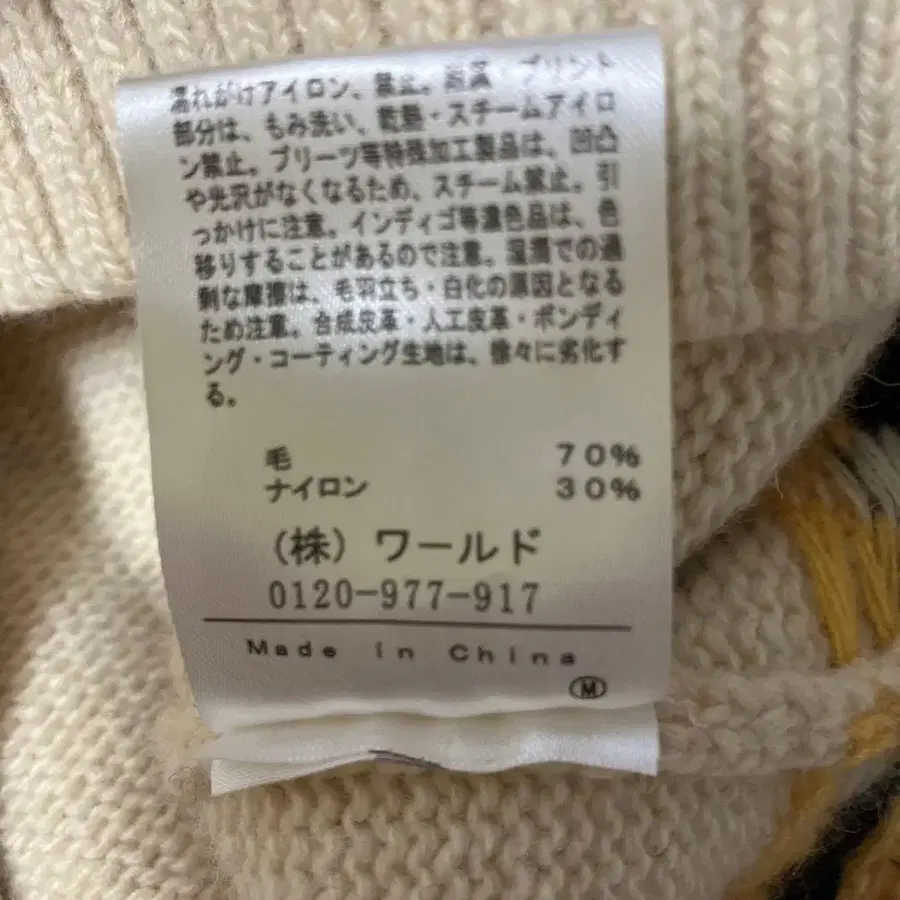 濡れがけアイロン、禁止。箔質・プリント
部分は、もみ洗い、乾熱・スチームアイロ
ン禁止。プリーツ等特殊加工製品は、凹凸
や光沢がなくなるため、スチーム禁止。引
っかけに注意。インディゴ等濃色品は、色
移りすることがあるので注意。湿潤での過
剰な摩擦は、毛羽立ち・白化の原因となる
ため注意。合成皮革・人工皮革・ボンディ
ング・コーティング生地は、徐々に劣化す
る。
毛 70%
ナイロン 30%
(株) ワールド
0120-977-917
Made in China
M